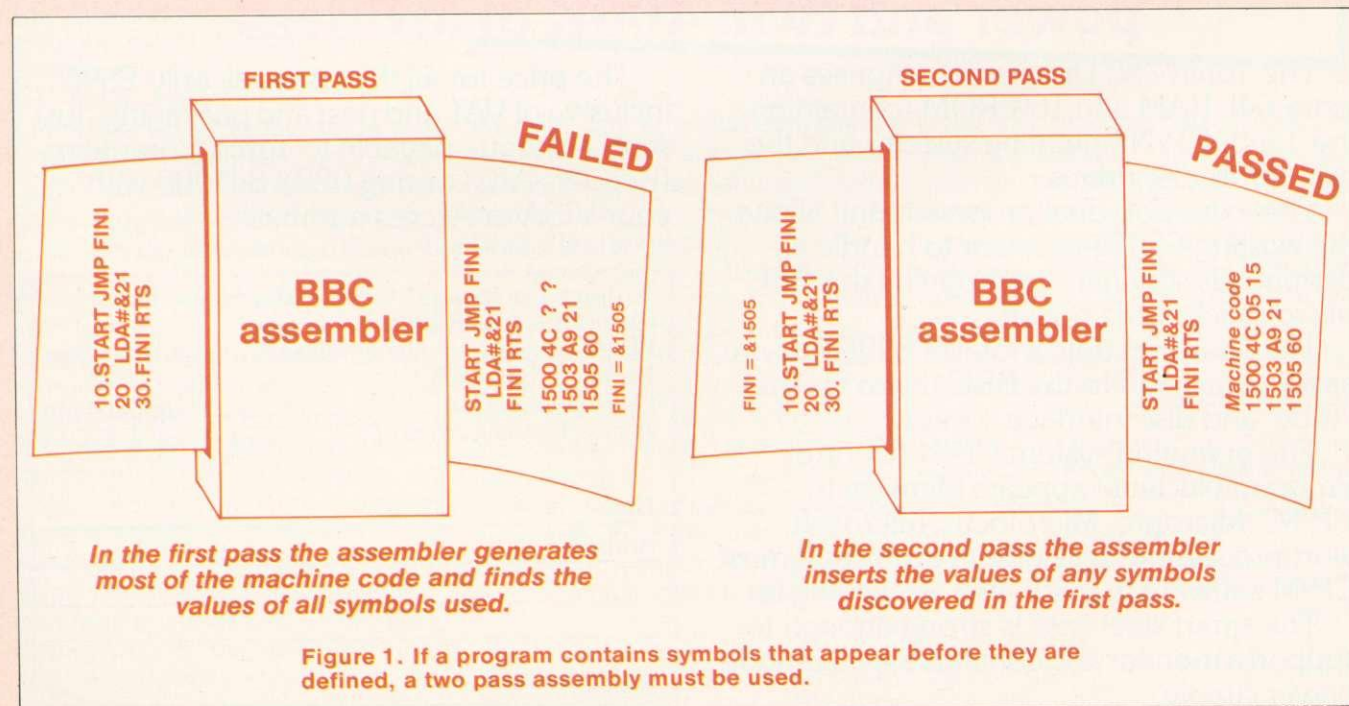 FIRST PASS
10.START JMP FINI
20 LDA#&21
30.FINI RTS
BBC
assembler
FAILED
START JMP FINI
LDA#&21
FINI RTS
1500 4C ? ?
1503 A9 21
1505 60
FINI = &1505
In the first pass the assembler generates
most of the machine code and finds the
values of all symbols used.
SECOND PASS
FINI = &1505
10.START JMP FINI
20 LDA#&21
30. FINI RTS
BBC
assembler
PASSED
START JMP FINI
LDA#&21
FINI RTS
Machine code
1500 4C 05 15
1503 A9 21
1505 60
In the second pass the assembler
inserts the values of any symbols
discovered in the first pass.
Figure 1. If a program contains symbols that appear before they are
defined, a two pass assembly must be used.